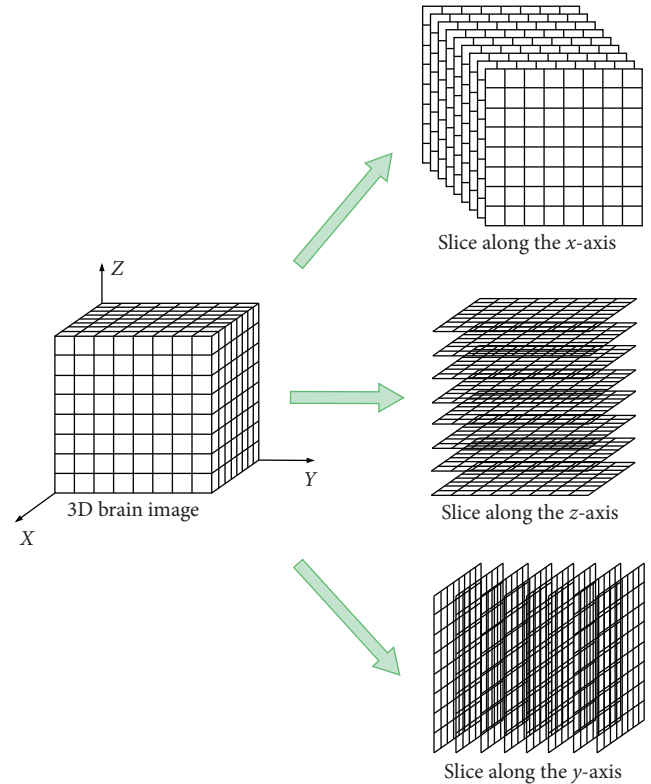 Slice along the x-axis
Z
Y
3D brain image
X
Slice along the z-axis
Slice along the y-axis